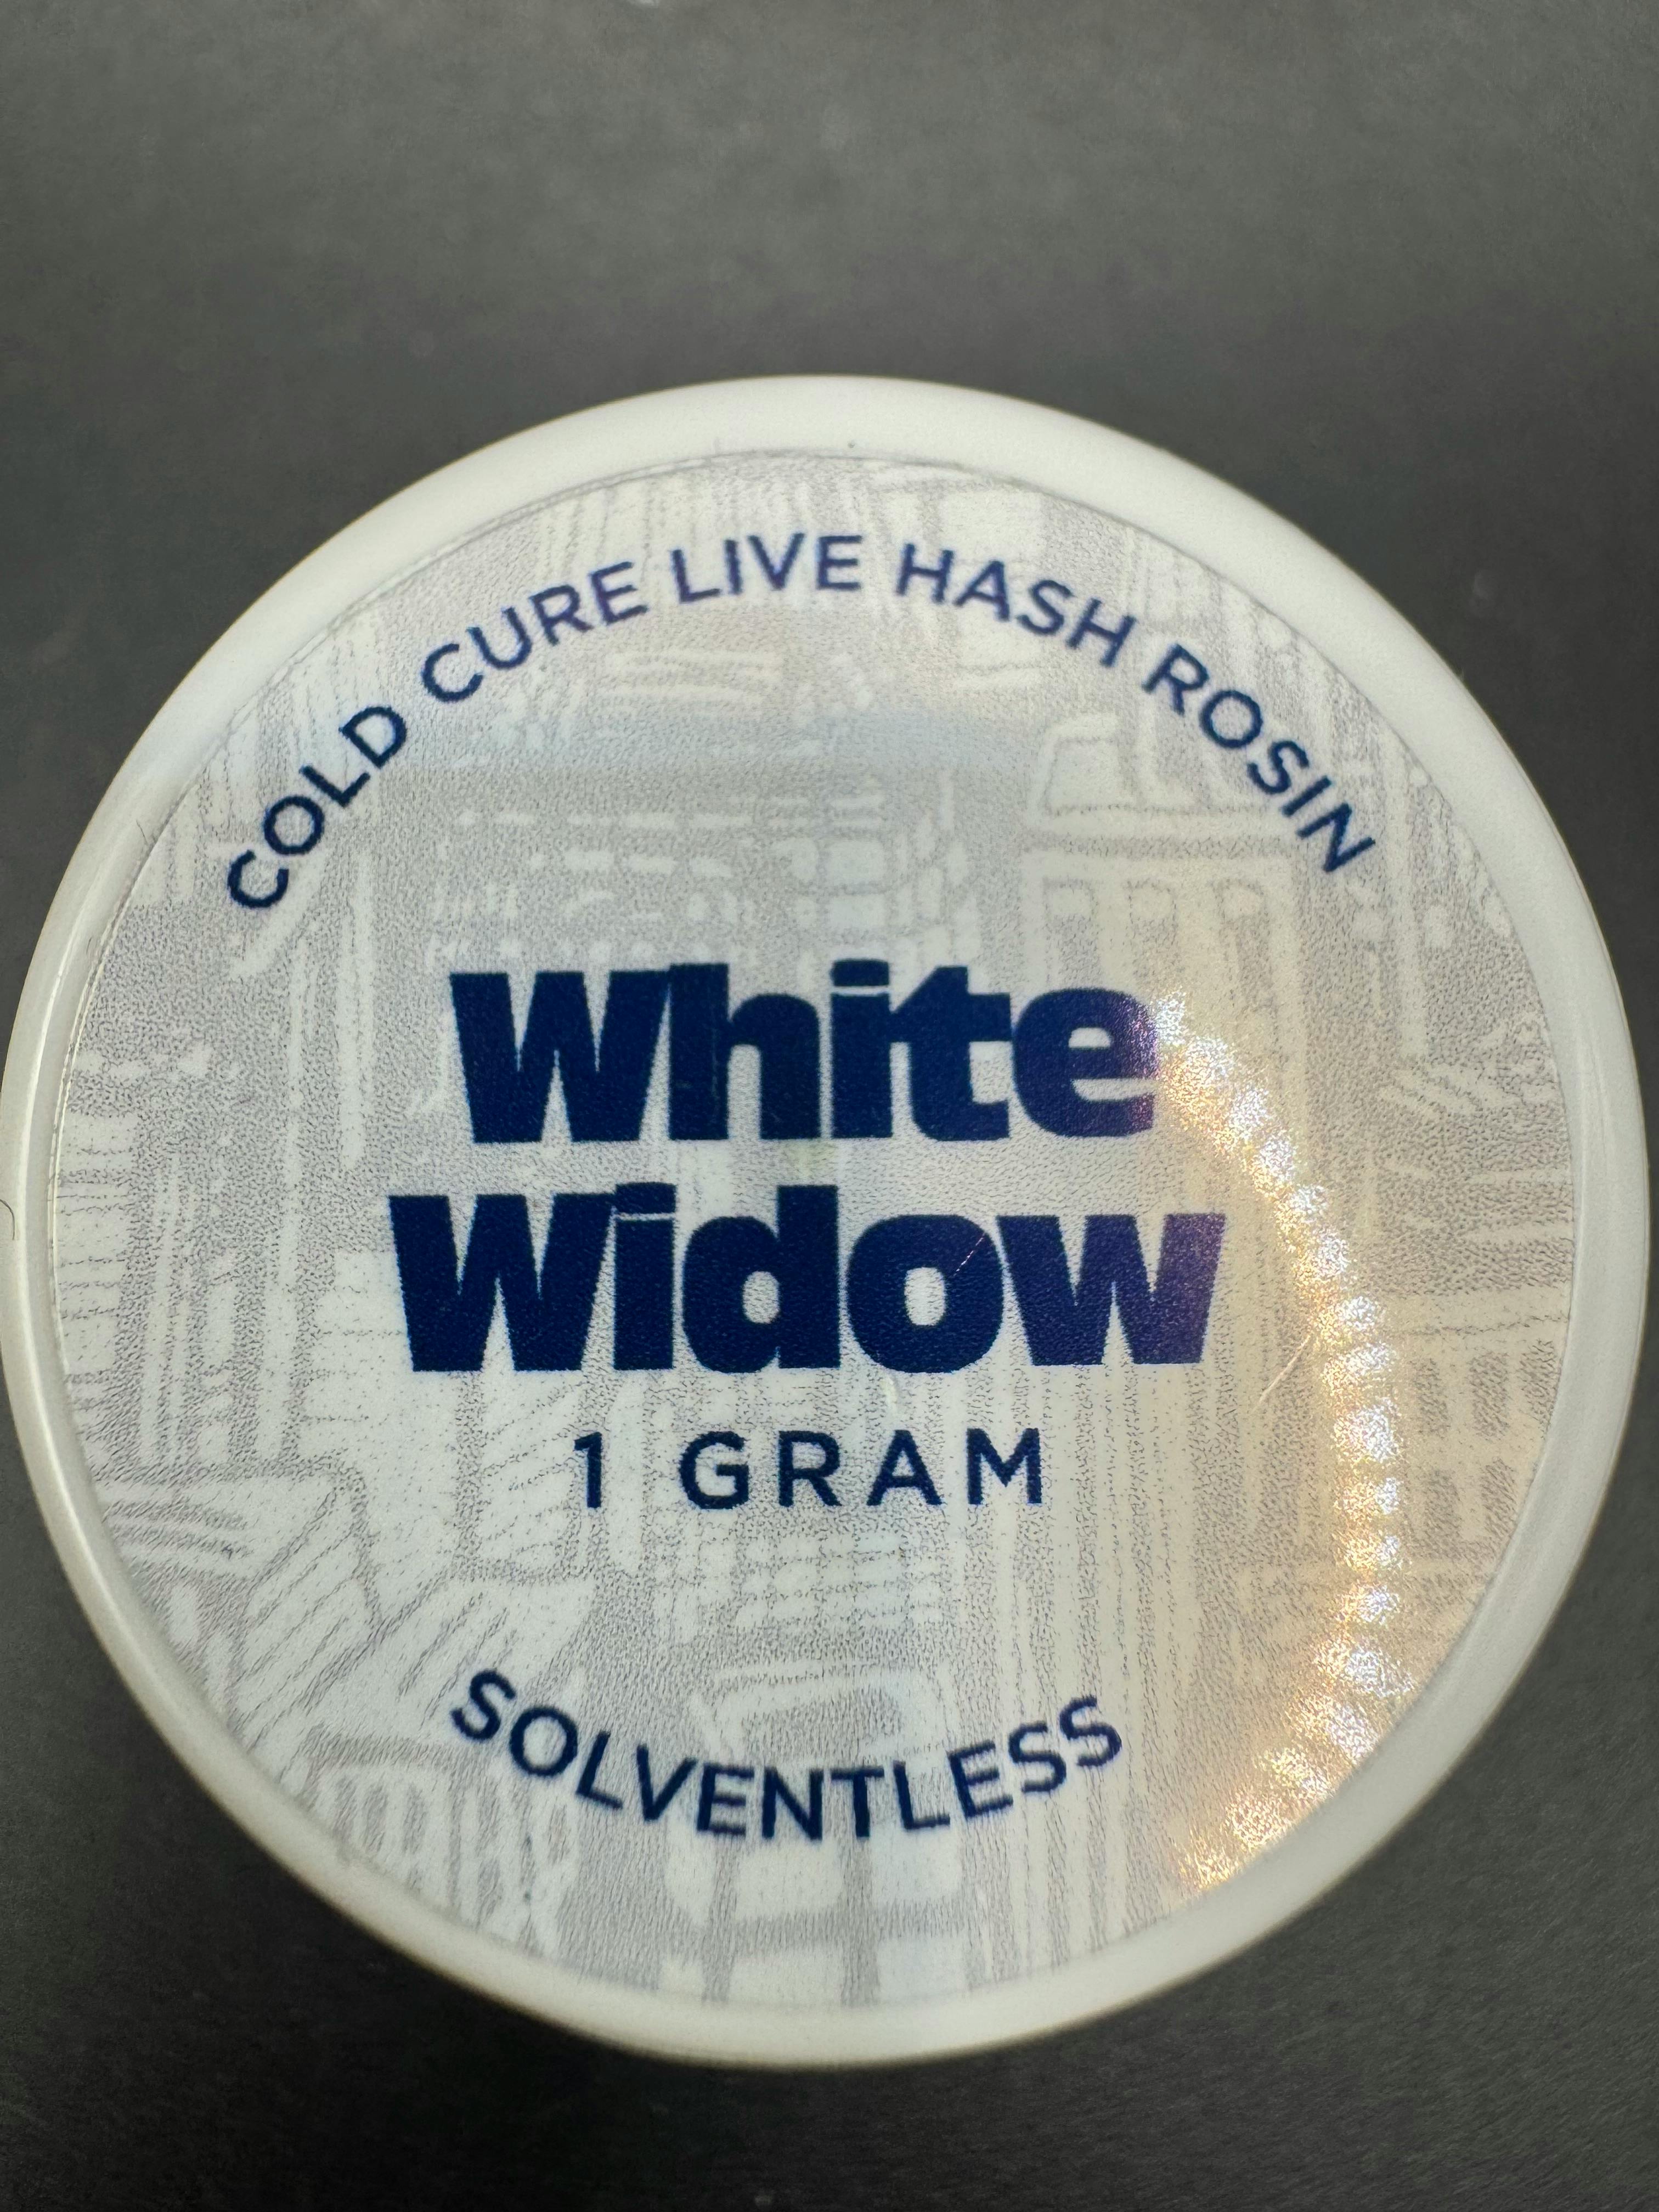 COLD CURE LIVE HASH ROSIN
White
Widow
1 GRAM
SOLVENTLESS